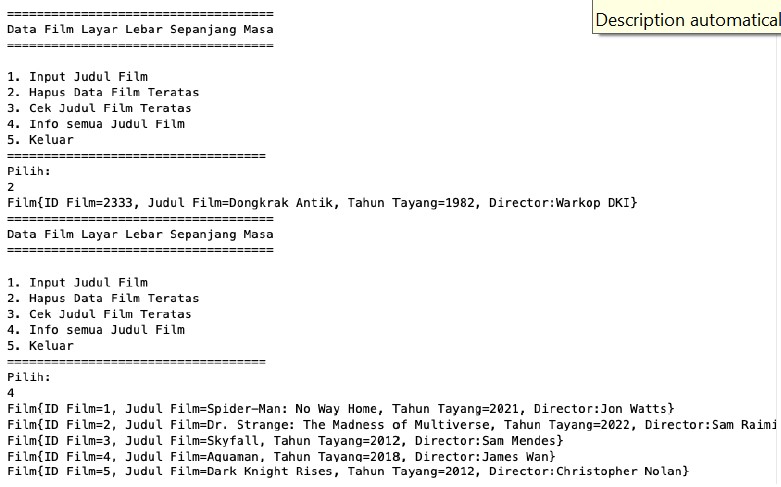 ==================================== Description automatical
Data Film Layar Lebar Sepanjang Masa
====================================
1. Input Judul Film
2. Hapus Data Film Teratas
3. Cek Judul Film Teratas
4. Info semua Judul Film
5. Keluar
===================================
Pilih:
2
Film{ID Film=2333, Judul Film=Dongkrak Antik, Tahun Tayang=1982, Director:Warkop DKI}
====================================
Data Film Layar Lebar Sepanjang Masa
====================================
1. Input Judul Film
2. Hapus Data Film Teratas
3. Cek Judul Film Teratas
4. Info semua Judul Film
5. Keluar
===================================
Pilih:
4
Film{ID Film=1, Judul Film=Spider-Man: No Way Home, Tahun Tayang=2021, Director:Jon Watts}
Film{ID Film=2, Judul Film=Dr. Strange: The Madness of Multiverse, Tahun Tayang=2022, Director:Sam Raimi
Film{ID Film=3, Judul Film=Skyfall, Tahun Tayang=2012, Director:Sam Mendes}
Film{ID Film=4, Judul Film=Aquaman, Tahun Tayang=2018, Director:James Wan}
Film{ID Film=5, Judul Film=Dark Knight Rises, Tahun Tayang=2012, Director:Christopher Nolan}